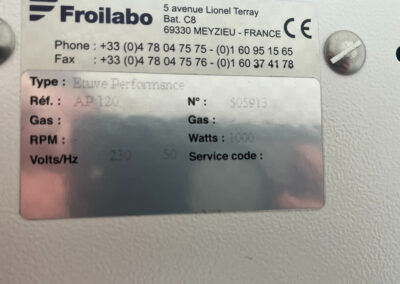 Froilabo
5 avenue Lionel Terray
Bat. C8
69330 MEYZIEU - FRANCE CE
Phone : +33 (0)4 78 04 75 75 - (0)1 60 95 15 65
Fax : +33 (0)4 78 04 75 76 - (0)1 60 37 41 78
Type : Etuve Performance
Réf. : AP 120 N° : 505913
Gas : Gas :
RPM : - Watts : 1000
Volts/Hz 230 50 Service code :